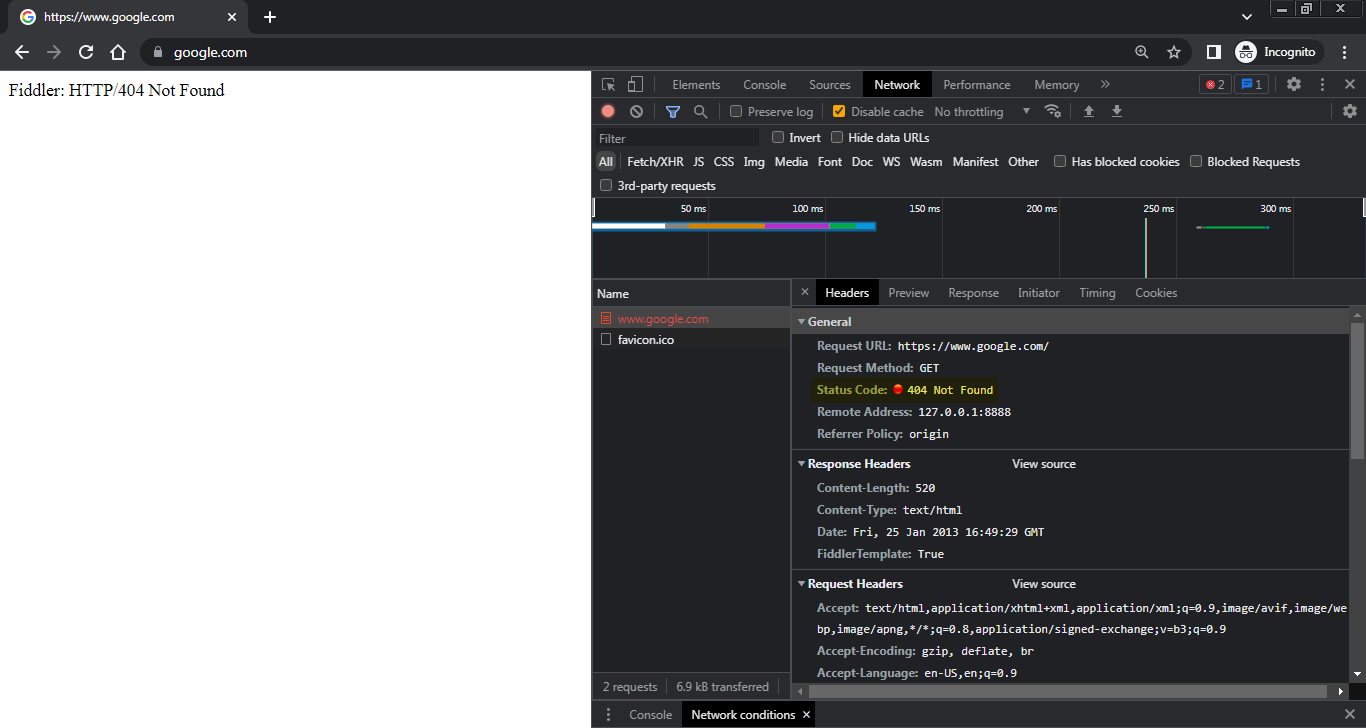 https://www.google.com
google.com
Incognito
Fiddler: HTTP/404 Not Found
Elements Console Sources Network Performance Memory » 2 1
Preserve log Disable cache No throttling
Filter Invert Hide data URLs
All Fetch/XHR JS CSS Img Media Font Doc WS Wasm Manifest Other Has blocked cookies Blocked Requests
3rd-party requests
50 ms 100 ms 150 ms 200 ms 250 ms 300 ms
Name
www.google.com
favicon.ico
2 requests 6.9 kB transferred
Headers Preview Response Initiator Timing Cookies
General
Request URL: https://www.google.com/
Request Method: GET
Status Code: 404 Not Found
Remote Address: 127.0.0.1:8888
Referrer Policy: origin
Response Headers View source
Content-Length: 520
Content-Type: text/html
Date: Fri, 25 Jan 2013 16:49:29 GMT
FiddlerTemplate: True
Request Headers View source
Accept: text/html,application/xhtml+xml,application/xml;q=0.9,image/avif,image/we
bp,image/apng,*/*;q=0.8,application/signed-exchange;v=b3;q=0.9
Accept-Encoding: gzip, deflate, br
Accept-Language: en-US,en;q=0.9
Console Network conditions